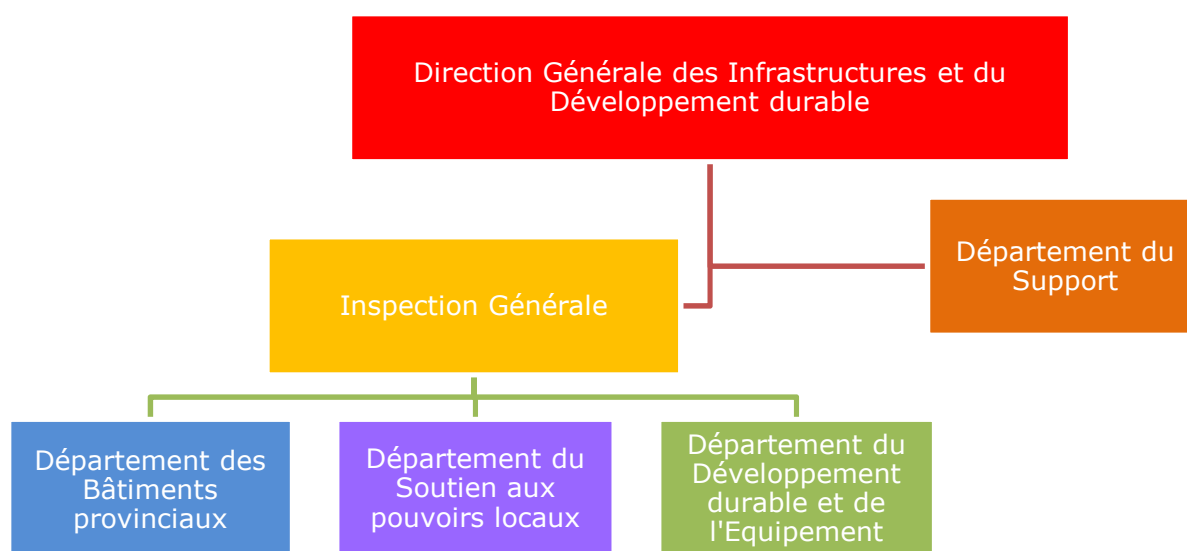 Direction Générale des Infrastructures et du
Développement durable
Département du
Support
Inspection Générale
Département des
Bâtiments
provinciaux
Département du
Soutien aux
pouvoirs locaux
Département du
Développement
durable et de
l'Equipement